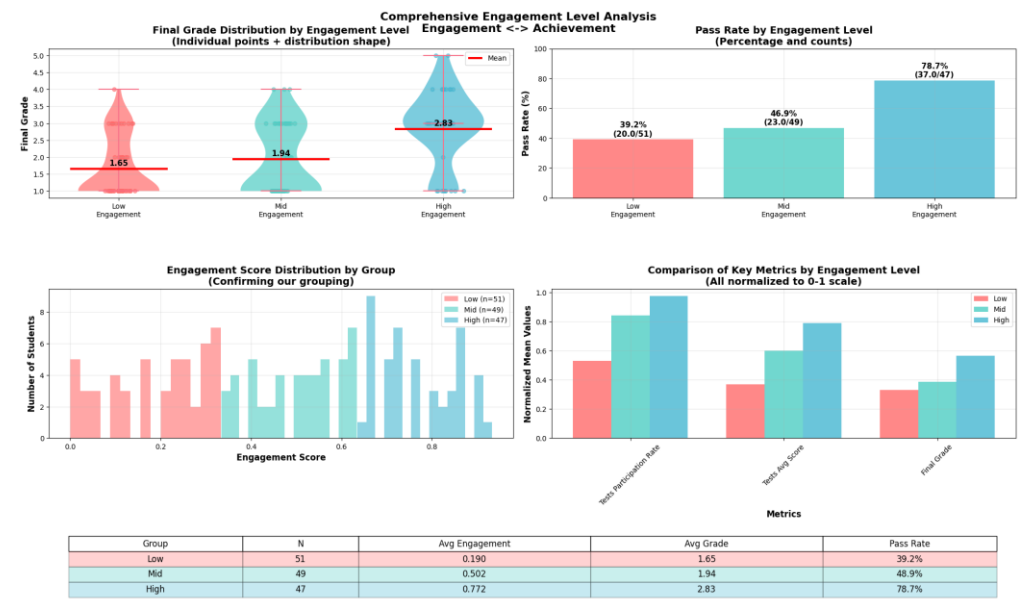 Comprehensive Engagement Level Analysis
Engagement <-> Achievement
Final Grade Distribution by Engagement Level
(Individual points + distribution shape)
Final Grade
5.0
4.5
4.0
3.5
3.0
2.5
2.0
1.5
1.0
Mean
1.65
1.94
2.83
Low
Engagement
Mid
Engagement
High
Engagement
Pass Rate by Engagement Level
(Percentage and counts)
Pass Rate (%)
100
80
60
40
20
0
39.2%
(20.0/51)
46.9%
(23.0/49)
78.7%
(37.0/47)
Low
Engagement
Mid
Engagement
High
Engagement
Engagement Score Distribution by Group
(Confirming our grouping)
Number of Students
8
6
4
2
0
Low (n=51)
Mid (n=49)
High (n=47)
0.0 0.2 0.4 0.6 0.8
Engagement Score
Comparison of Key Metrics by Engagement Level
(All normalized to 0-1 scale)
Normalized Mean Values
1.0
0.8
0.6
0.4
0.2
0.0
Low
Mid
High
Tests Participation Rate
Tests Avg Score
Final Grade
Metrics
Group N Avg Engagement Avg Grade Pass Rate
Low 51 0.190 1.65 39.2%
Mid 49 0.502 1.94 48.9%
High 47 0.772 2.83 78.7%